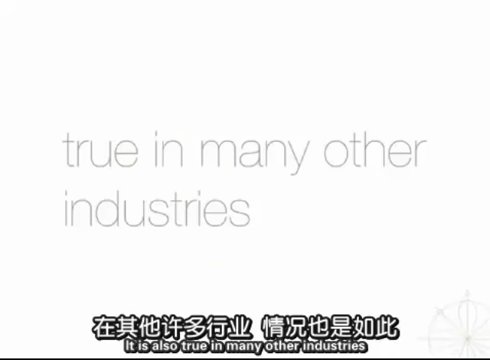 true in many other
industries
在其他许多行业 情况也是如此
It is also true in many other industries